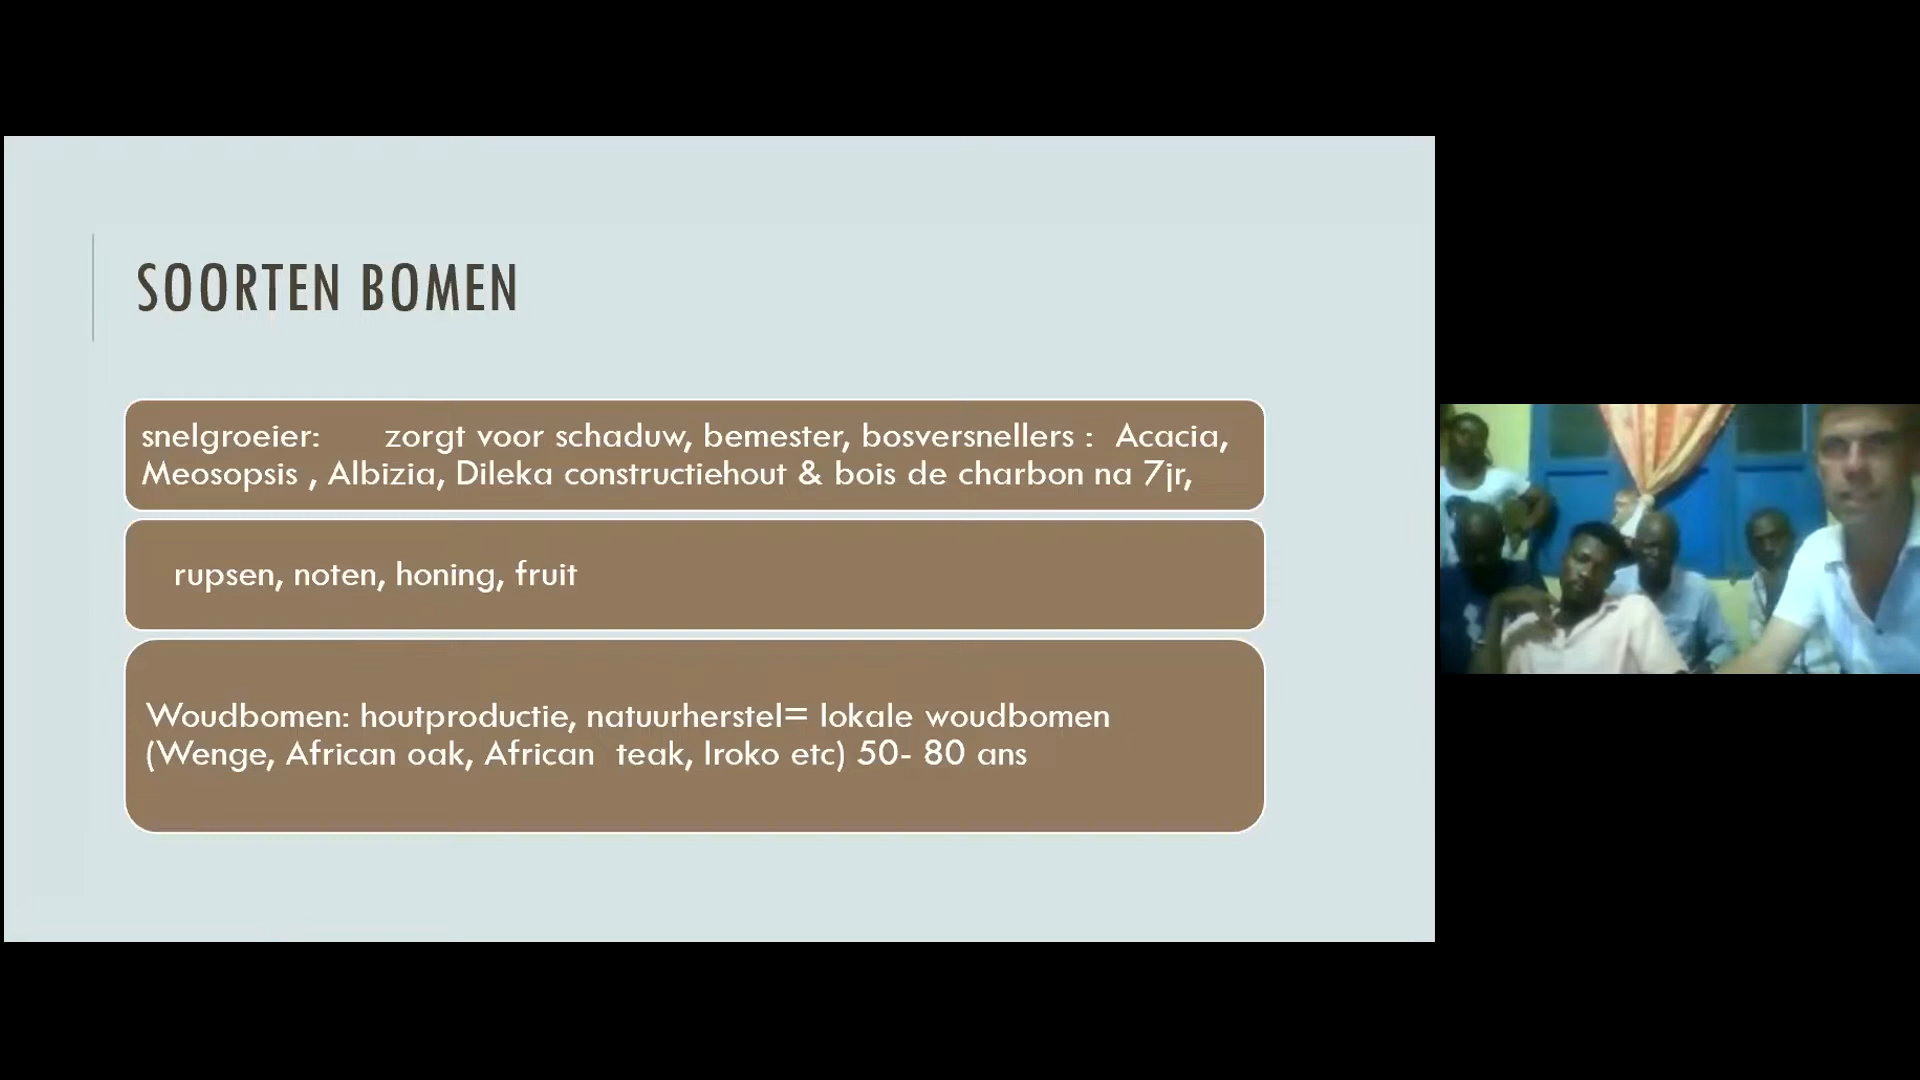 SOORTEN BOMEN
snelgroeier: zorgt voor schaduw, bemester, bosversnellers : Acacia,
Meosopsis , Albizia, Dileka constructiehout & bois de charbon na 7jr,
rupsen, noten, honing, fruit
Woudbomen: houtproductie, natuurherstel= lokale woudbomen
(Wenge, African oak, African teak, Iroko etc) 50- 80 ans